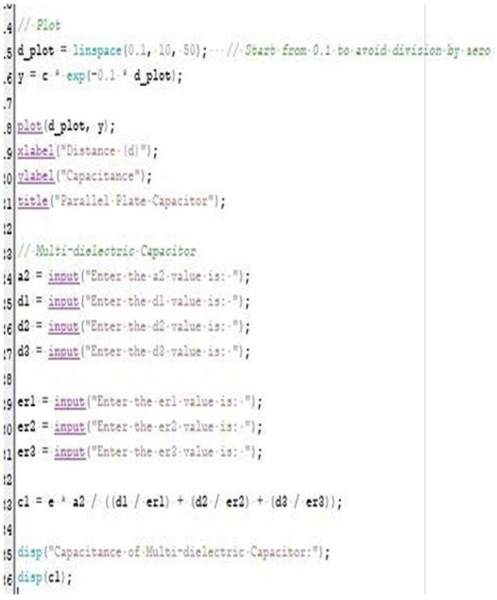 // Plot
d_plot = linspace(0.1, 10, 50); // Start from 0.1 to avoid division by zero
y = c * exp(-0.1 * d_plot);
plot(d_plot, y);
xlabel("Distance (d)");
ylabel("Capacitance");
title("Parallel Plate Capacitor");
// Multi-dielectric Capacitor
a2 = input("Enter the a2 value is: ");
d1 = input("Enter the d1 value is: ");
d2 = input("Enter the d2 value is: ");
d3 = input("Enter the d3 value is: ");
er1 = input("Enter the er1 value is: ");
er2 = input("Enter the er2 value is: ");
er3 = input("Enter the er3 value is: ");
c1 = e * a2 / ((d1 / er1) + (d2 / er2) + (d3 / er3));
disp("Capacitance of Multi-dielectric Capacitor:");
disp(c1);